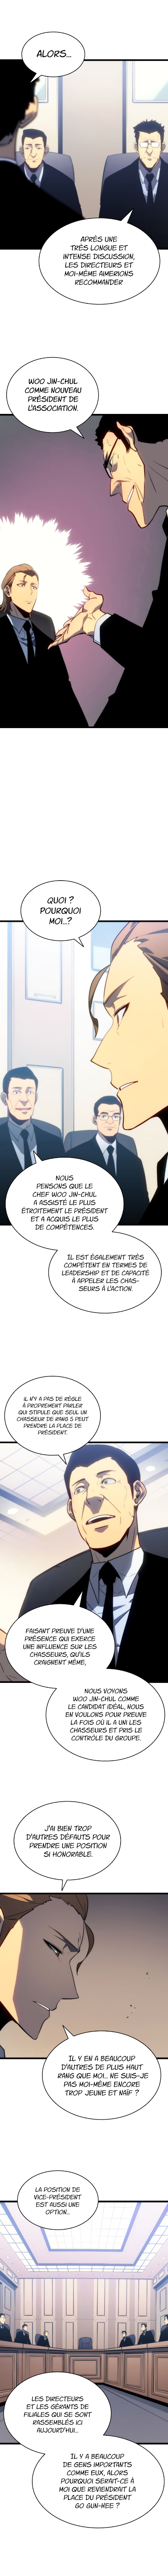 ALORS...
APRÈS UNE
TRÈS LONGUE ET
INTENSE DISCUSSION,
LES DIRECTEURS ET
MOI-MÊME AIMERIONS
RECOMMANDER
WOO JIN-CHUL
COMME NOUVEAU
PRÉSIDENT DE
L'ASSOCIATION.
QUOI ?
POURQUOI
MOI..?
NOUS
PENSONS QUE LE
CHEF WOO JIN-CHUL
A ASSISTÉ LE PLUS
ÉTROITEMENT LE PRÉSIDENT
ET A ACQUIS LE PLUS
DE COMPÉTENCES.
IL EST ÉGALEMENT TRÈS
COMPÉTENT EN TERMES DE
LEADERSHIP ET DE CAPACITÉ
À APPELER LES CHAS-
SEURS À L'ACTION.
IL N'Y A PAS DE RÈGLE
À PROPREMENT PARLER
QUI STIPULE QUE SEUL UN
CHASSEUR DE RANG S PEUT
PRENDRE LA PLACE DE
PRÉSIDENT.
FAISANT PREUVE D'UNE
PRÉSENCE QUI EXERCE
UNE INFLUENCE SUR LES
CHASSEURS, QU'ILS
CRAIGNENT MÊME,
NOUS VOYONS
WOO JIN-CHUL COMME
LE CANDIDAT IDÉAL, NOUS
EN VOULONS POUR PREUVE
LA FOIS OÙ IL A UNI LES
CHASSEURS ET PRIS LE
CONTRÔLE DU GROUPE.
J'AI BIEN TROP
D'AUTRES DÉFAUTS POUR
PRENDRE UNE POSITION
SI HONORABLE.
IL Y EN A BEAUCOUP
D'AUTRES DE PLUS HAUT
RANG QUE MOI... NE SUIS-JE
PAS MOI-MÊME ENCORE
TROP JEUNE ET NAÏF ?
LA POSITION DE
VICE-PRÉSIDENT
EST AUSSI UNE
OPTION...
LES DIRECTEURS
ET LES GÉRANTS DE
FILIALES QUI SE SONT
RASSEMBLÉS ICI
AUJOURD'HUI...
IL Y A BEAUCOUP
DE GENS IMPORTANTS
COMME EUX, ALORS
POURQUOI SERAIT-CE À
MOI QUE REVIENDRAIT LA
PLACE DU PRÉSIDENT
GO GUN-HEE ?